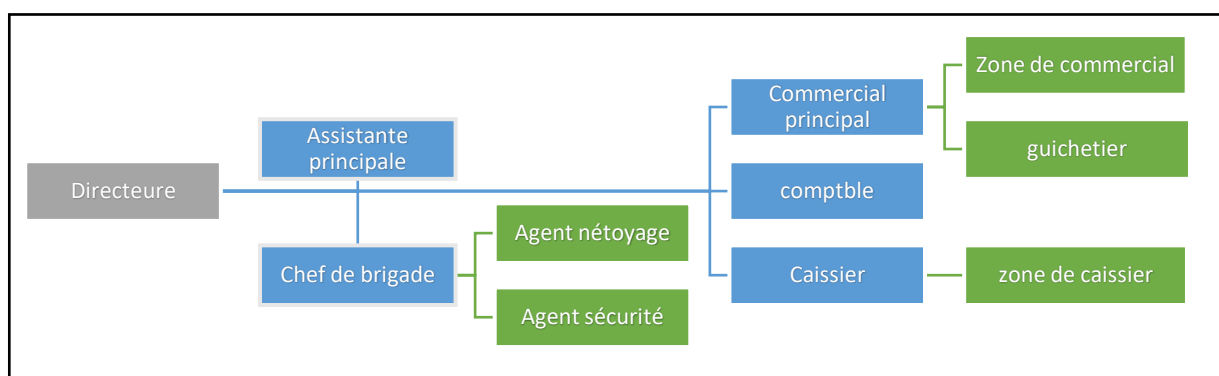 Directeure
Assistante
principale
Chef de brigade
Agent nétoyage
Agent sécurité
Commercial
principal
comptble
Caissier
Zone de commercial
guichetier
zone de caissier